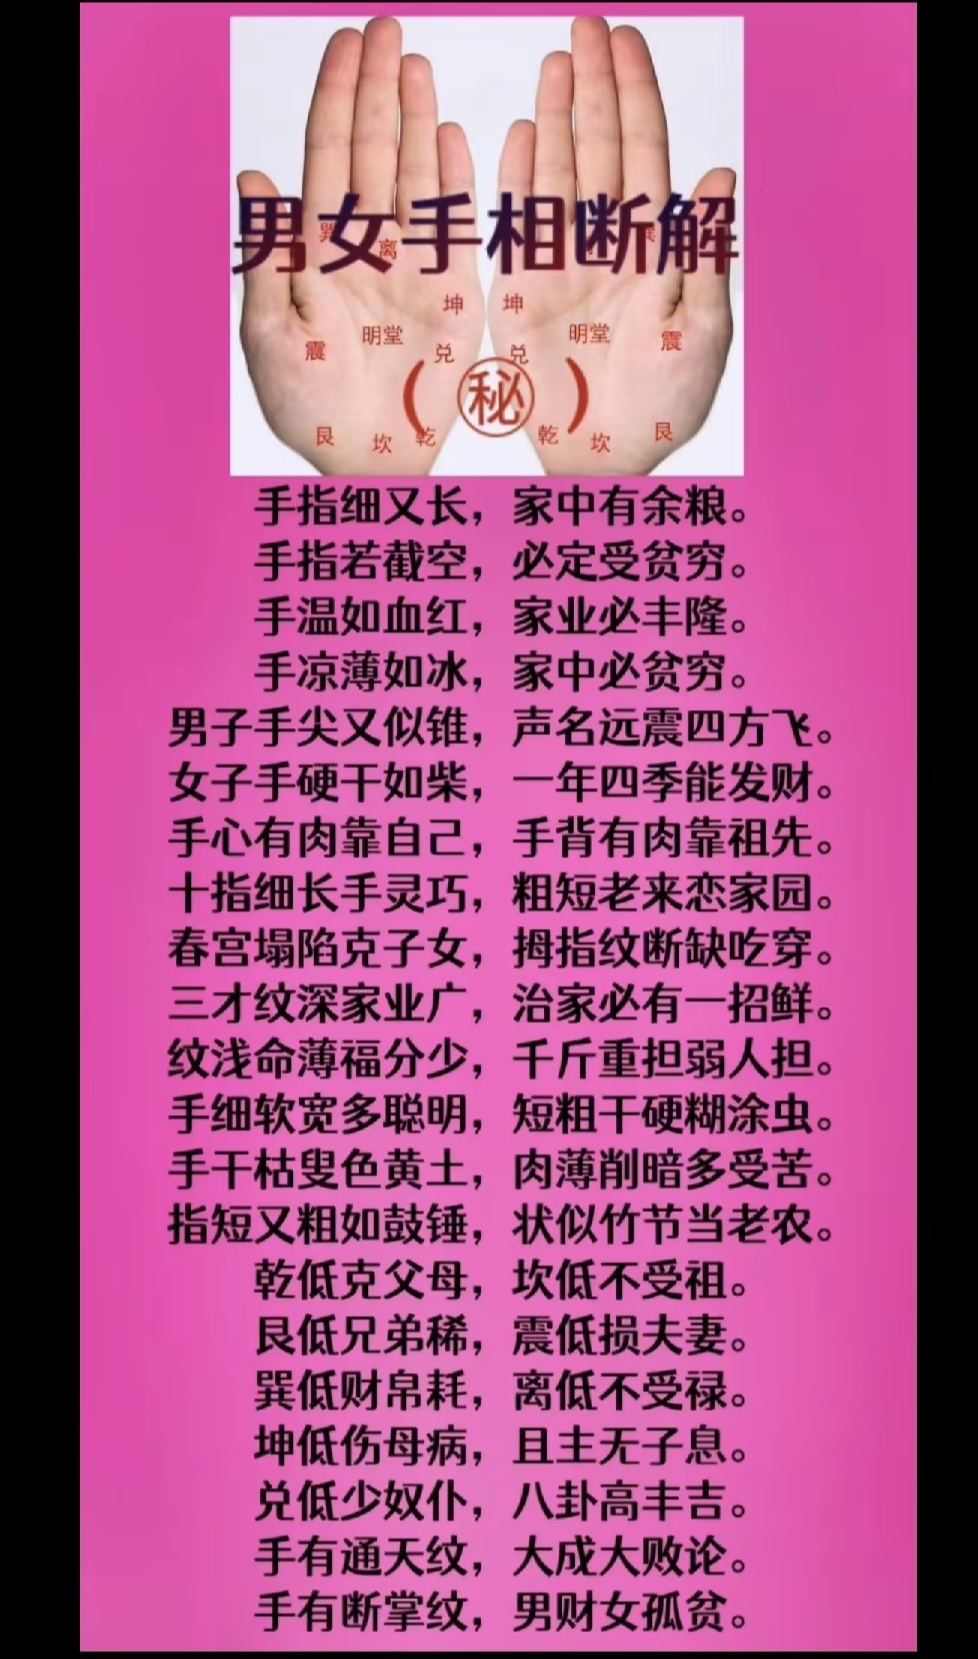 男女手相断解
巽 离 巽
坤 坤
明堂 明堂
震 兑 兑 震
(秘)
艮 坎 乾 乾 坎 艮
手指细又长，家中有余粮。
手指若截空，必定受贫穷。
手温如血红，家业必丰隆。
手凉薄如冰，家中必贫穷。
男子手尖又似锥，声名远震四方飞。
女子手硬干如柴，一年四季能发财。
手心有肉靠自己，手背有肉靠祖先。
十指细长手灵巧，粗短老来恋家园。
春宫塌陷克子女，拇指纹断缺吃穿。
三才纹深家业广，治家必有一招鲜。
纹浅命薄福分少，千斤重担弱人担。
手细软宽多聪明，短粗干硬糊涂虫。
手干枯叟色黄土，肉薄削暗多受苦。
指短又粗如鼓锤，状似竹节当老农。
乾低克父母，坎低不受祖。
艮低兄弟稀，震低损夫妻。
巽低财帛耗，离低不受禄。
坤低伤母病，且主无子息。
兑低少奴仆，八卦高丰吉。
手有通天纹，大成大败论。
手有断掌纹，男财女孤贫。